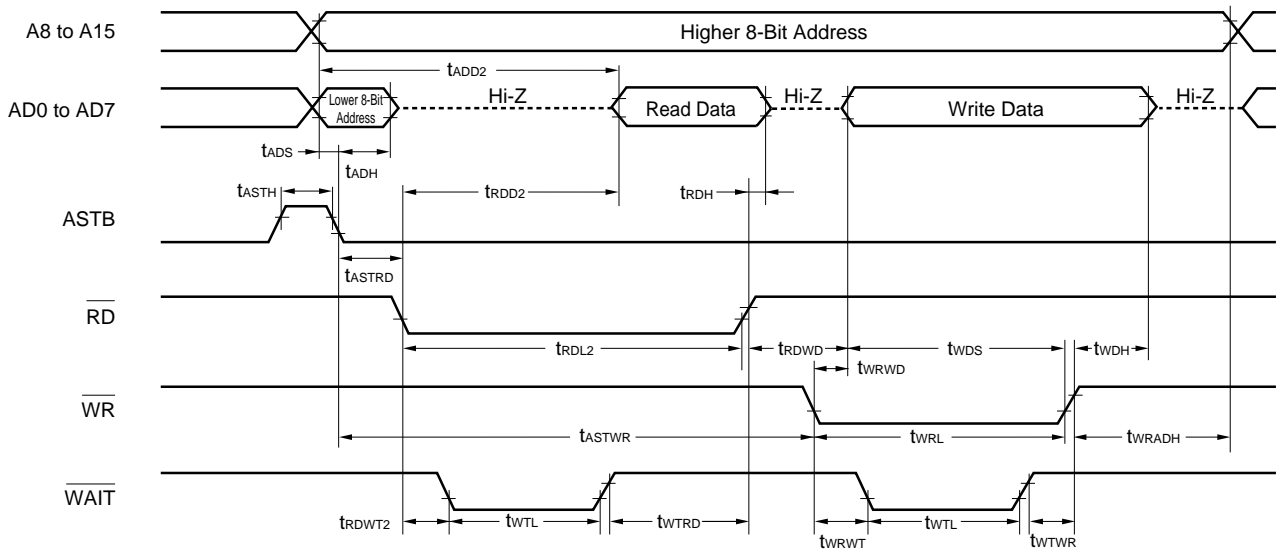 A8 to A15
Higher 8-Bit Address
tADD2
AD0 to AD7
Lower 8-Bit
Address
Hi-Z
Read Data
Hi-Z
Write Data
Hi-Z
tADS
tADH
tASTH
tRDD2
tRDH
ASTB
tASTRD
RD
tRDL2
tRDWD
tWDS
tWDH
tWRWD
WR
tASTWR
tWRL
tWRADH
WAIT
tRDWT2
tWTL
tWTRD
tWRWT
tWTL
tWTWR